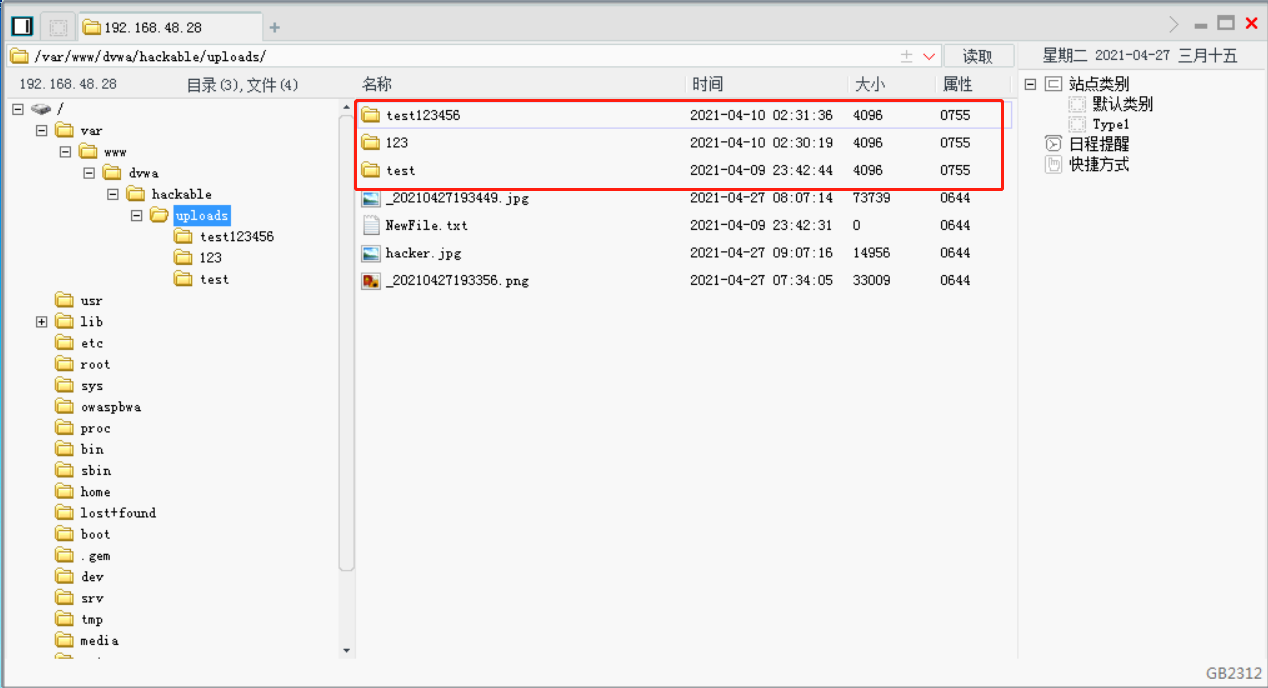 192.168.48.28 +
/var/www/dvwa/hackable/uploads/ 读取 星期二 2021-04-27 三月十五
192.168.48.28 目录(3),文件(4)
/
var
www
dvwa
hackable
uploads
test123456
123
test
usr
lib
etc
root
sys
owaspbwa
proc
bin
sbin
home
lost+found
boot
.gem
dev
srv
tmp
media
名称 时间 大小 属性
test123456 2021-04-10 02:31:36 4096 0755
123 2021-04-10 02:30:19 4096 0755
test 2021-04-09 23:42:44 4096 0755
_20210427193449.jpg 2021-04-27 08:07:14 73739 0644
NewFile.txt 2021-04-09 23:42:31 0 0644
hacker.jpg 2021-04-27 09:07:16 14956 0644
_20210427193356.png 2021-04-27 07:34:05 33009 0644
站点类别
默认类别
Type1
日程提醒
快捷方式
GB2312